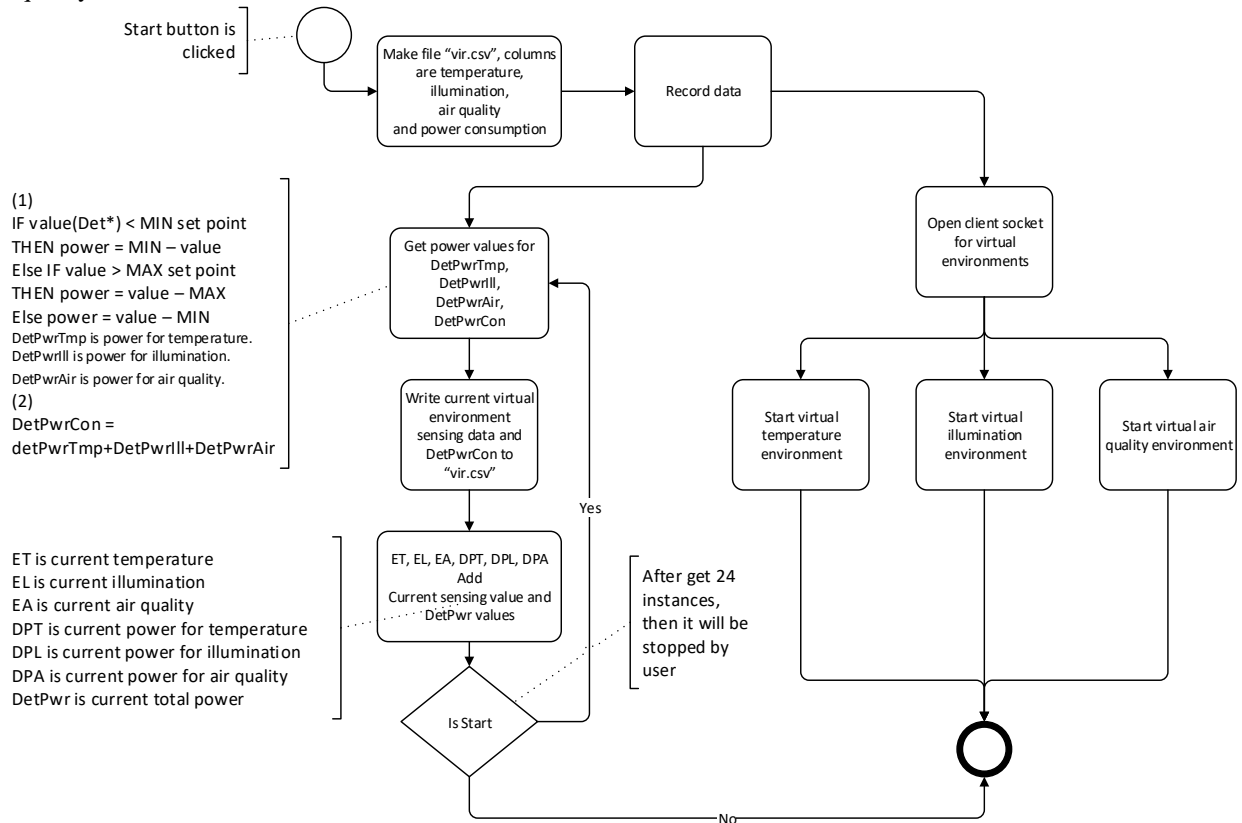 Start button is
clicked
Make file “vir.csv”, columns
are temperature,
illumination,
air quality
and power consumption
Record data
(1)
IF value(Det*) < MIN set point
THEN power = MIN – value
Else IF value > MAX set point
THEN power = value – MAX
Else power = value – MIN
DetPwrTmp is power for temperature.
DetPwrIll is power for illumination.
DetPwrAir is power for air quality.
(2)
DetPwrCon =
detPwrTmp+DetPwrIll+DetPwrAir
Get power values for
DetPwrTmp,
DetPwrIll,
DetPwrAir,
DetPwrCon
Open client socket
for virtual
environments
Write current virtual
environment
sensing data and
DetPwrCon to
“vir.csv”
Start virtual
temperature
environment
Start virtual
illumination
environment
Start virtual air
quality environment
Yes
ET is current temperature
EL is current illumination
EA is current air quality
DPT is current power for temperature
DPL is current power for illumination
DPA is current power for air quality
DetPwr is current total power
ET, EL, EA, DPT, DPL, DPA
Add
Current sensing value and
DetPwr values
After get 24
instances,
then it will be
stopped by
user
Is Start
No